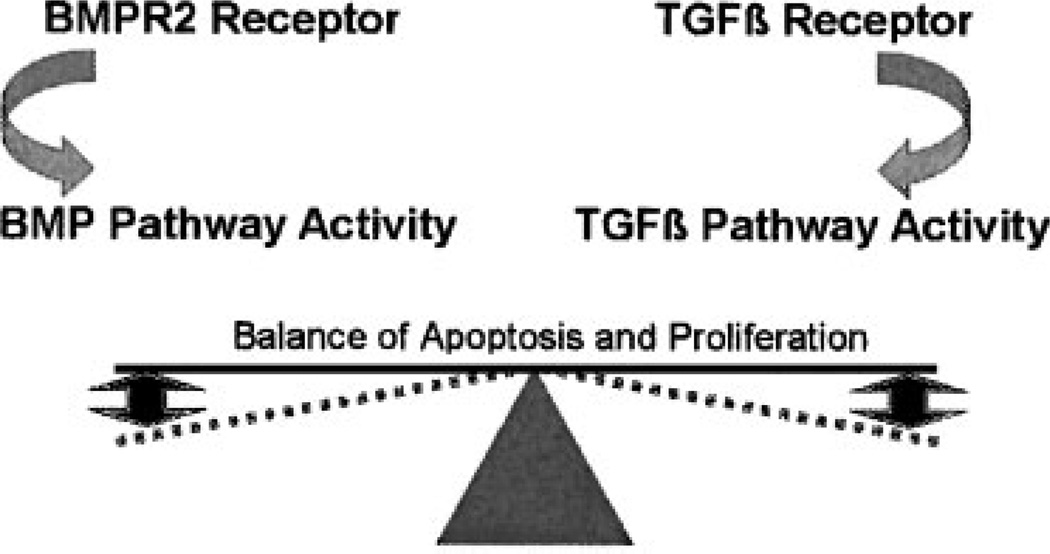 BMPR2 Receptor
TGFß Receptor
BMP Pathway Activity
TGFß Pathway Activity
Balance of Apoptosis and Proliferation